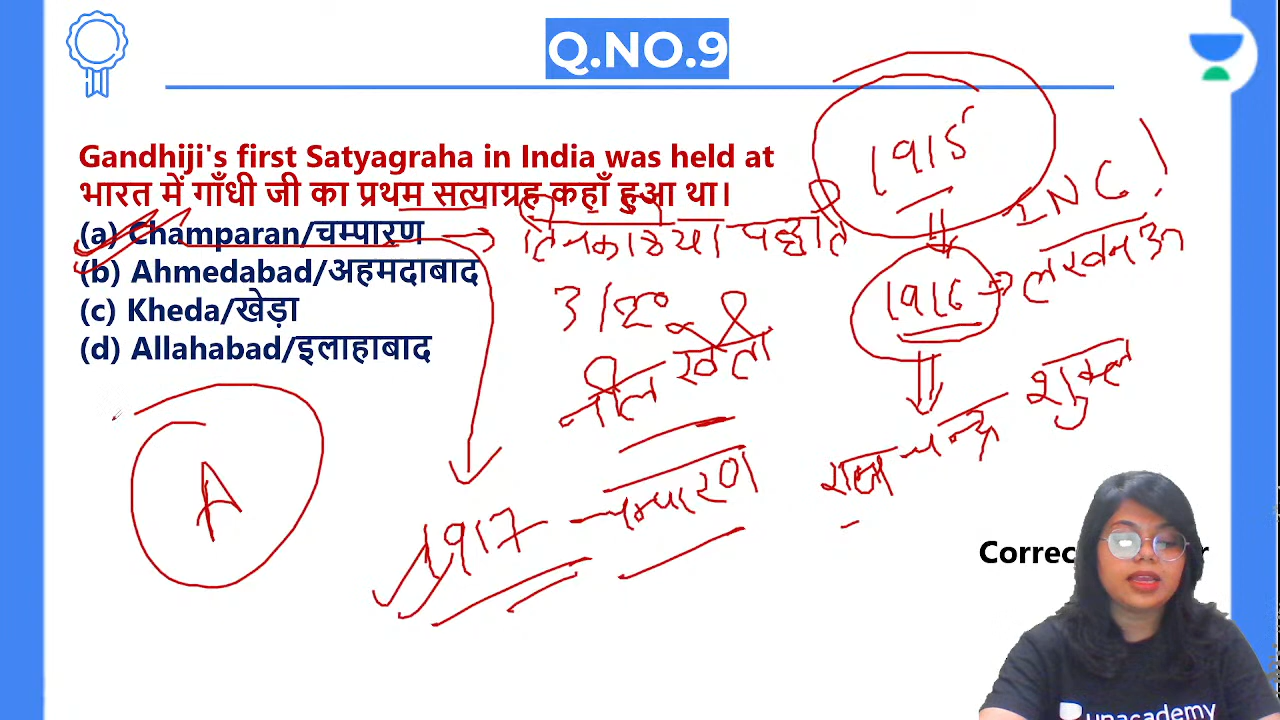 Q.NO.9
Gandhiji's first Satyagraha in India was held at
भारत में गाँधी जी का प्रथम सत्याग्रह कहाँ हुआ था।
(a) Champaran/चम्पारण
(b) Ahmedabad/अहमदाबाद
(c) Kheda/खेड़ा
(d) Allahabad/इलाहाबाद
1915
INC!
तिनकाठिया पद्धति
1916
लखनऊ
3/20
नील खेती
शुक्ल
चम्पारण
1917
A
Correc
unacademy